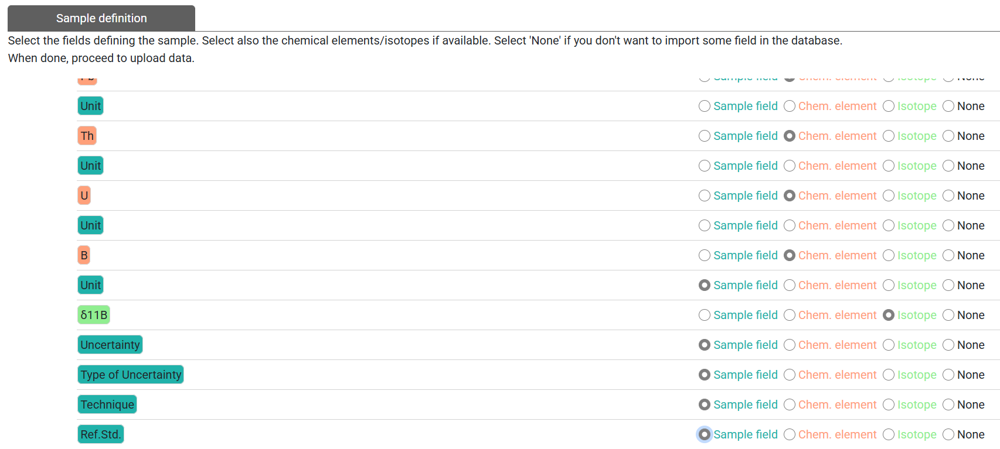 Sample definition
Select the fields defining the sample. Select also the chemical elements/isotopes if available. Select 'None' if you don't want to import some field in the database.
When done, proceed to upload data.
Sample field Chem. element Isotope None
Unit Sample field Chem. element Isotope None
Th Sample field Chem. element Isotope None
Unit Sample field Chem. element Isotope None
U Sample field Chem. element Isotope None
Unit Sample field Chem. element Isotope None
B Sample field Chem. element Isotope None
Unit Sample field Chem. element Isotope None
δ11B Sample field Chem. element Isotope None
Uncertainty Sample field Chem. element Isotope None
Type of Uncertainty Sample field Chem. element Isotope None
Technique Sample field Chem. element Isotope None
Ref.Std. Sample field Chem. element Isotope None